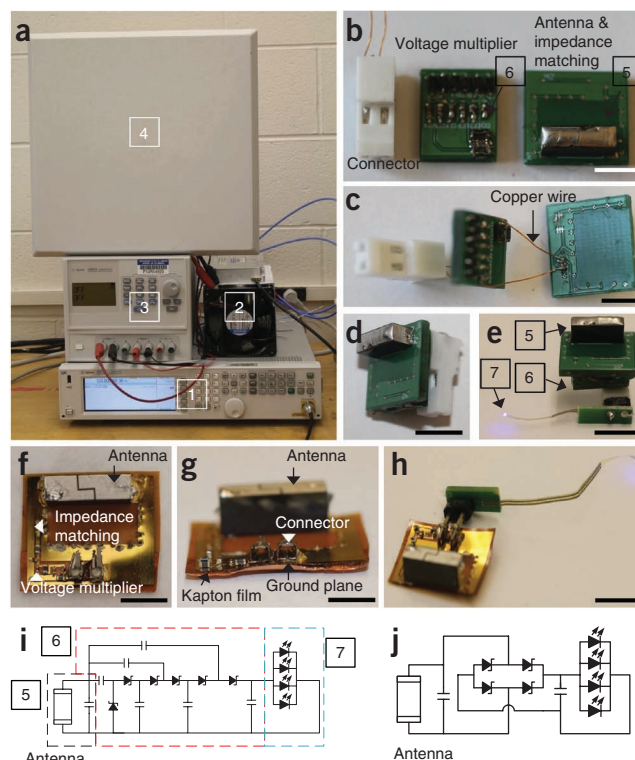 a
4
3
2
1
b
Voltage multiplier
Antenna &
impedance
matching
6
5
Connector
c
Copper wire
d
e
5
6
7
f
Antenna
Impedance
matching
Voltage multiplier
g
Antenna
Connector
Kapton film
Ground plane
h
i
6
7
5
Antenna
j
Antenna